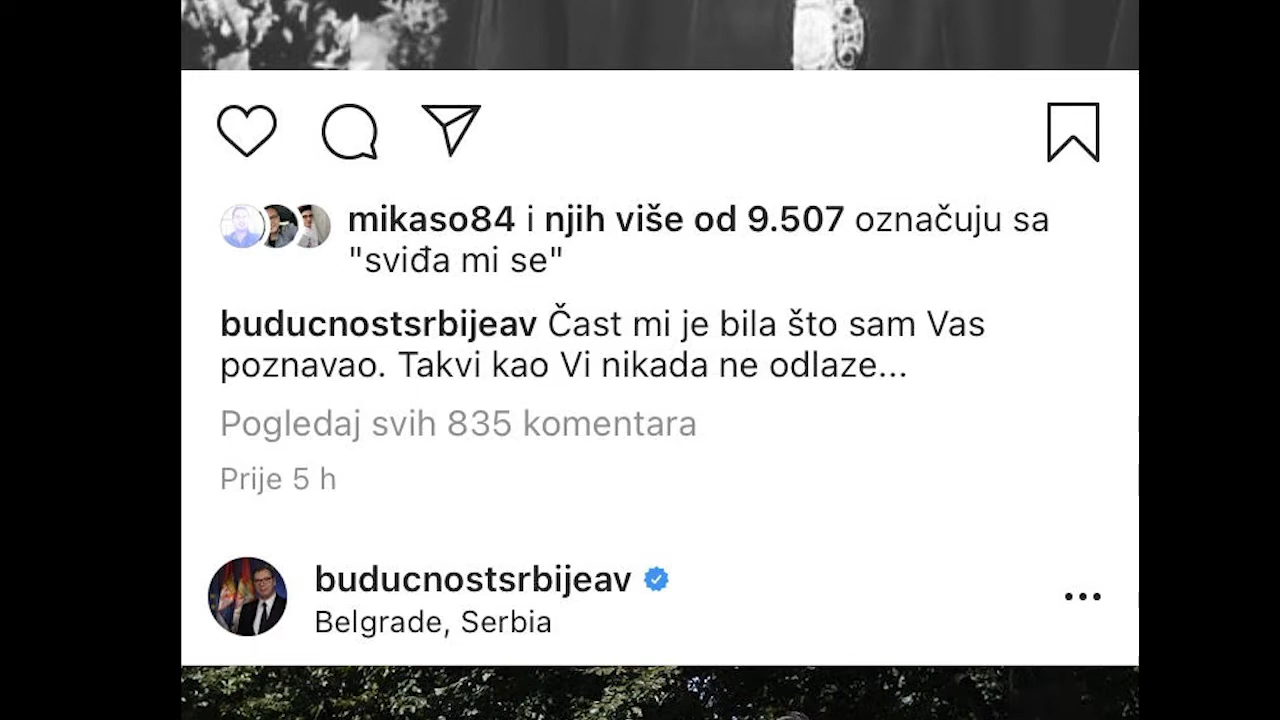 mikaso84 i njih više od 9.507 označuju sa
"sviđa mi se"
buducnostsrbijeav Čast mi je bila što sam Vas
poznavao. Takvi kao Vi nikada ne odlaze...
Pogledaj svih 835 komentara
Prije 5 h
buducnostsrbijeav
Belgrade, Serbia